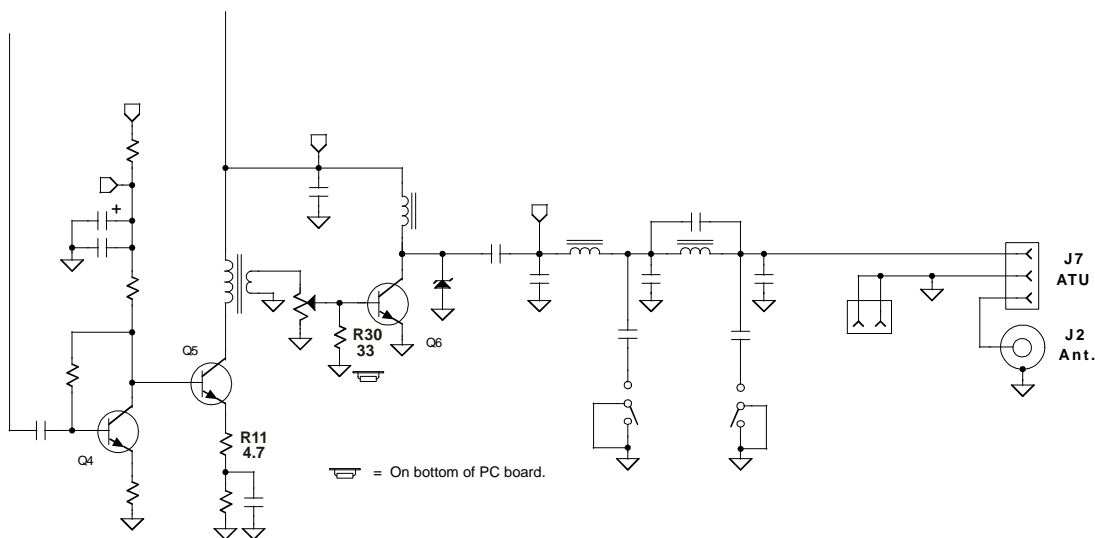 +
J7
ATU
R30
33
Q6
J2
Ant.
Q5
R11
4.7
Q4
= On bottom of PC board.